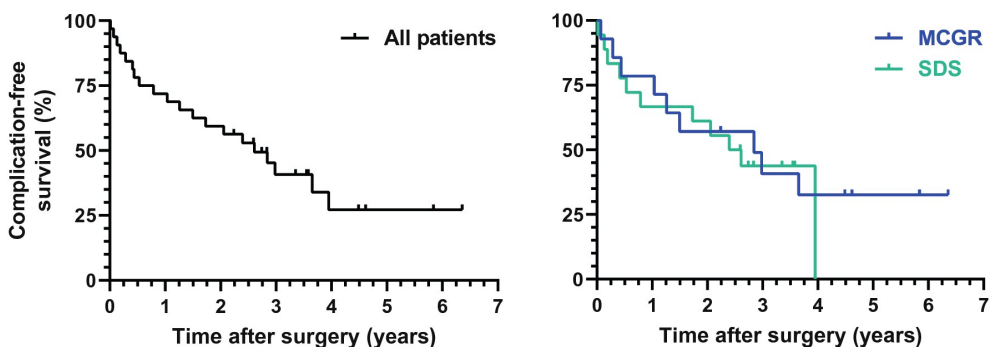 Complication-free
survival (%)
100
75
50
25
0
All patients
0 1 2 3 4 5 6 7
Time after surgery (years)
100
75
50
25
0
MCGR
SDS
0 1 2 3 4 5 6 7
Time after surgery (years)